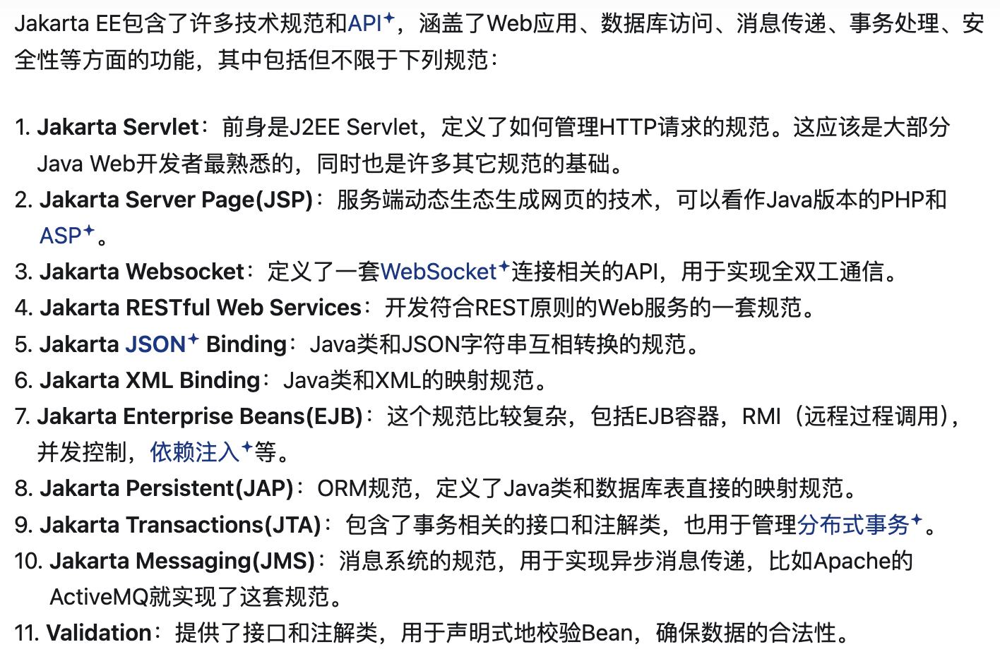 Jakarta EE包含了许多技术规范和API，涵盖了Web应用、数据库访问、消息传递、事务处理、安
全性等方面的功能，其中包括但不限于下列规范：
1. Jakarta Servlet：前身是J2EE Servlet，定义了如何管理HTTP请求的规范。这应该是大部分
Java Web开发者最熟悉的，同时也是许多其它规范的基础。
2. Jakarta Server Page(JSP)：服务端动态生态生成网页的技术，可以看作Java版本的PHP和
ASP。
3. Jakarta Websocket：定义了一套WebSocket连接相关的API，用于实现全双工通信。
4. Jakarta RESTful Web Services：开发符合REST原则的Web服务的一套规范。
5. Jakarta JSON Binding：Java类和JSON字符串互相转换的规范。
6. Jakarta XML Binding：Java类和XML的映射规范。
7. Jakarta Enterprise Beans(EJB)：这个规范比较复杂，包括EJB容器，RMI（远程过程调用），
并发控制，依赖注入等。
8. Jakarta Persistent(JAP)：ORM规范，定义了Java类和数据库表直接的映射规范。
9. Jakarta Transactions(JTA)：包含了事务相关的接口和注解类，也用于管理分布式事务。
10. Jakarta Messaging(JMS)：消息系统的规范，用于实现异步消息传递，比如Apache的
ActiveMQ就实现了这套规范。
11. Validation：提供了接口和注解类，用于声明式地校验Bean，确保数据的合法性。